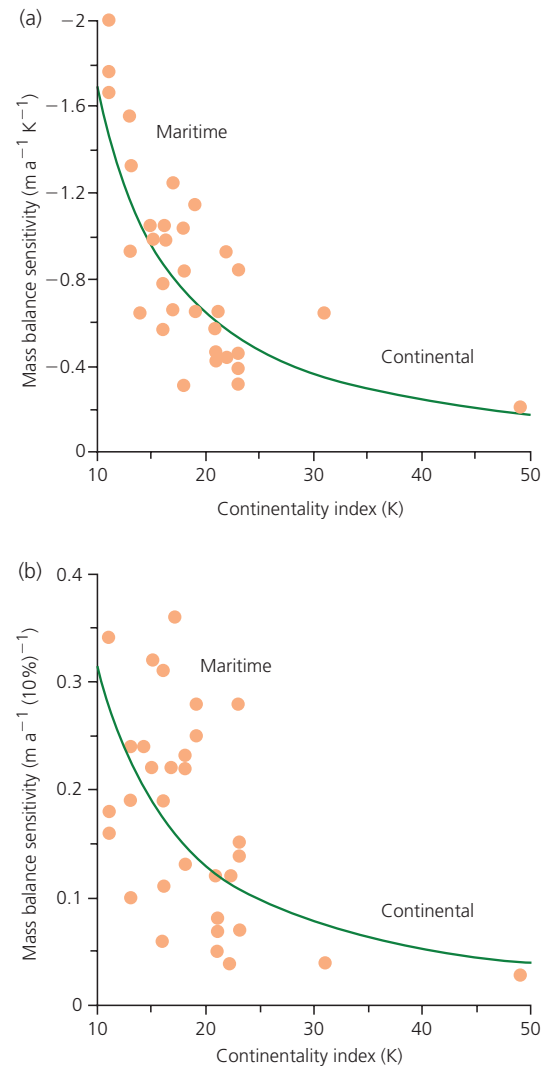 (a)
−2
−1.6
−1.2
−0.8
−0.4
0
Mass balance sensitivity (m a⁻¹ K⁻¹)
Maritime
Continental
10 20 30 40 50
Continentality index (K)
(b)
0.4
0.3
0.2
0.1
0
Mass balance sensitivity (m a⁻¹ (10%)⁻¹)
Maritime
Continental
10 20 30 40 50
Continentality index (K)